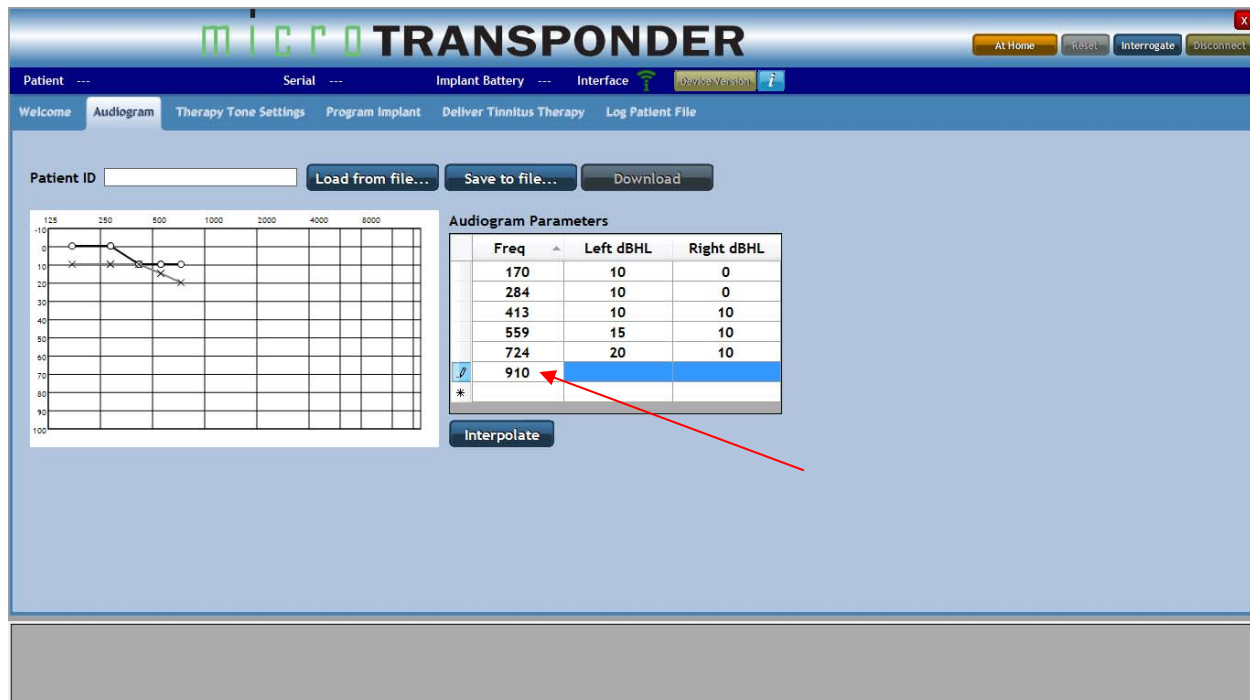 microTRANSPONDER
X
At Home Reset Interrogate Disconnect
Patient --- Serial --- Implant Battery --- Interface Device Version i
Welcome Audiogram Therapy Tone Settings Program Implant Deliver Tinnitus Therapy Log Patient File
Patient ID Load from file... Save to file... Download
125 250 500 1000 2000 4000 8000
-10
0
10
20
30
40
50
60
70
80
90
100
Audiogram Parameters
Freq Left dBHL Right dBHL
170 10 0
284 10 0
413 10 10
559 15 10
724 20 10
910
*
Interpolate